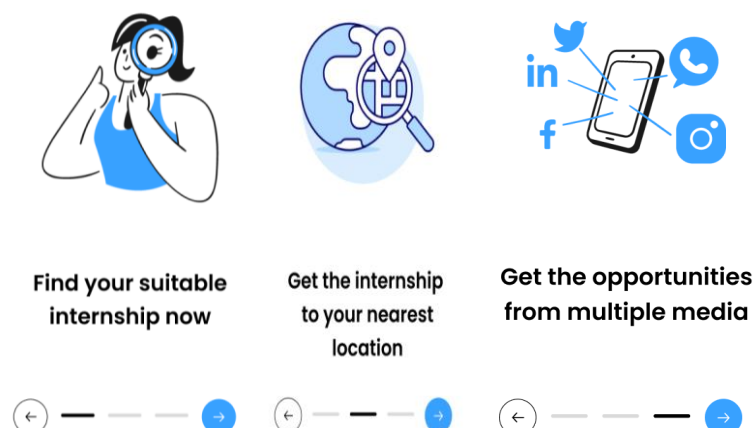 in
f
Find your suitable
internship now
Get the internship
to your nearest
location
Get the opportunities
from multiple media